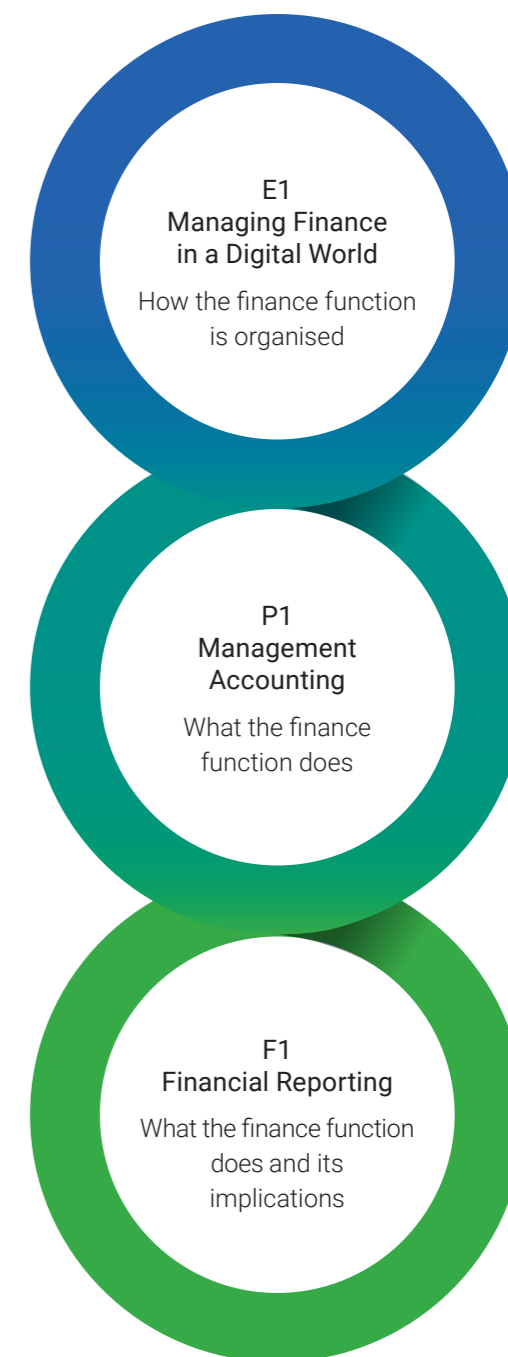 E1
Managing Finance
in a Digital World
How the finance function
is organised
P1
Management
Accounting
What the finance
function does
F1
Financial Reporting
What the finance function
does and its
implications